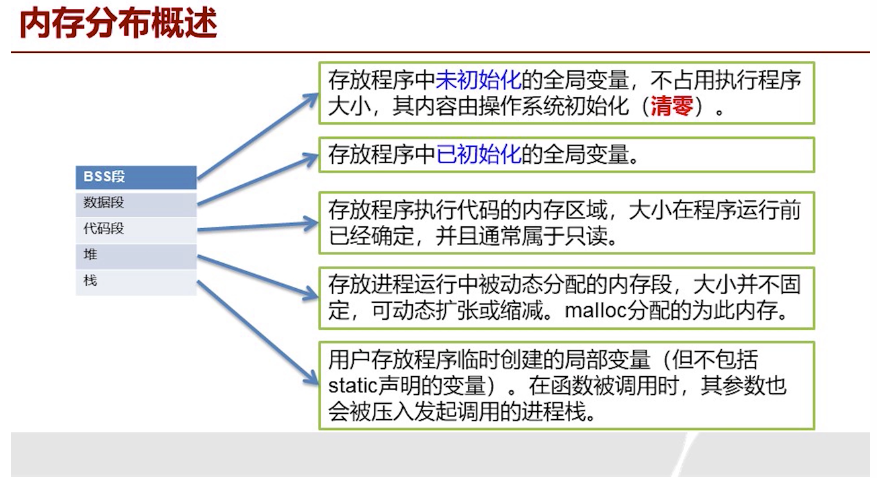 内存分布概述
存放程序中未初始化的全局变量，不占用执行程序
大小，其内容由操作系统初始化（清零）。
存放程序中已初始化的全局变量。
BSS段
数据段
代码段
堆
栈
存放程序执行代码的内存区域，大小在程序运行前
已经确定，并且通常属于只读。
存放进程运行中被动态分配的内存段，大小并不固
定，可动态扩张或缩减。malloc分配的为此内存。
用户存放程序临时创建的局部变量（但不包括
static声明的变量）。在函数被调用时，其参数也
会被压入发起调用的进程栈。